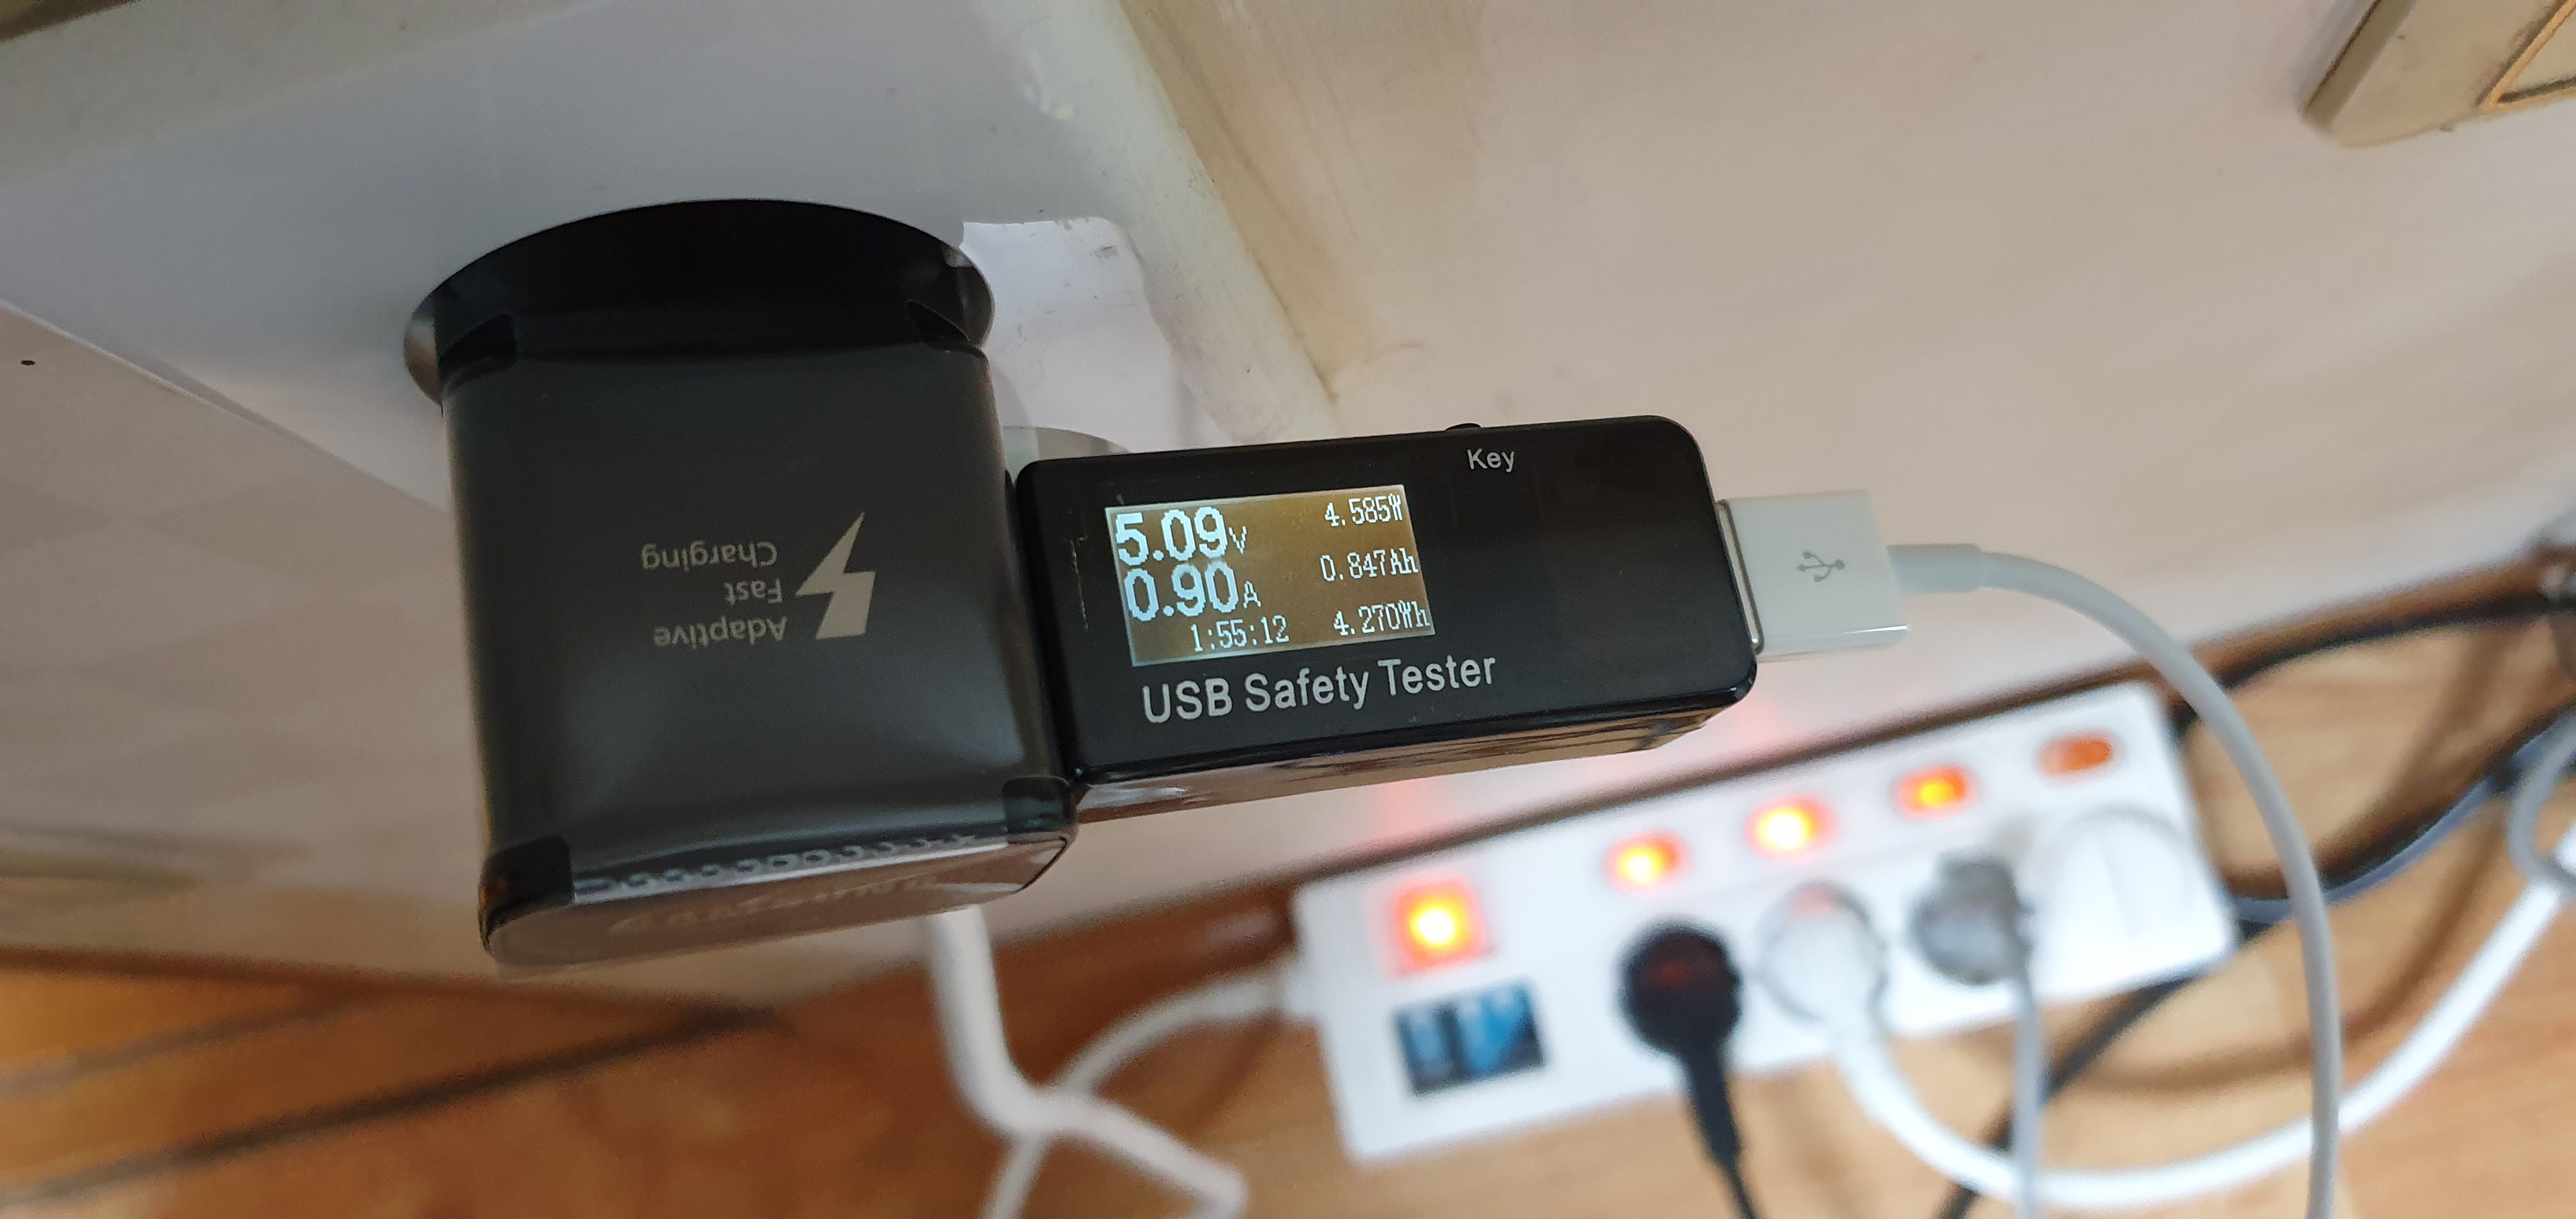 Adaptive
Fast
Charging
Key
5.09V
4.585W
0.90A
0.847Ah
1:55:12
4.270Wh
USB Safety Tester